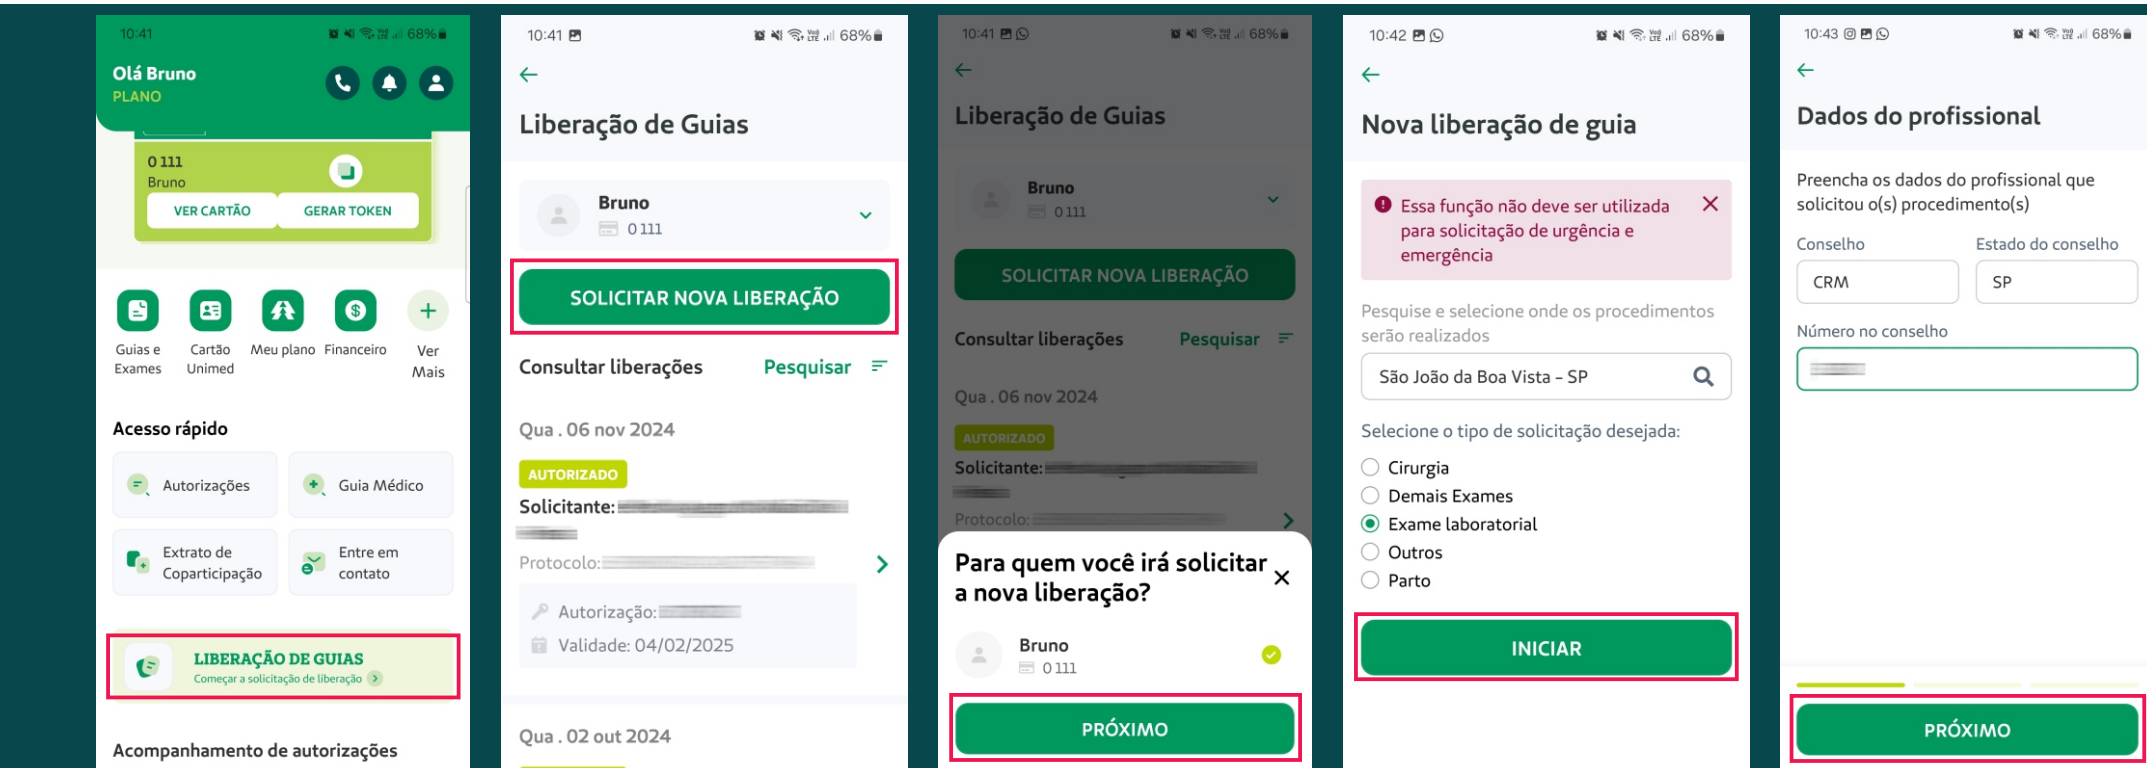 10:41
68%
Olá Bruno
PLANO
0 111
Bruno
VER CARTÃO
GERAR TOKEN
Guias e
Exames
Cartão
Unimed
Meu plano
Financeiro
Ver
Mais
Acesso rápido
Autorizações
Guia Médico
Extrato de
Coparticipação
Entre em
contato
LIBERAÇÃO DE GUIAS
Começar a solicitação de liberação
Acompanhamento de autorizações
10:41
68%
Liberação de Guias
Bruno
0 111
SOLICITAR NOVA LIBERAÇÃO
Consultar liberações
Pesquisar
Qua . 06 nov 2024
AUTORIZADO
Solicitante:
Protocolo:
Autorização:
Validade: 04/02/2025
Qua . 02 out 2024
10:41
68%
Liberação de Guias
Bruno
0 111
SOLICITAR NOVA LIBERAÇÃO
Consultar liberações
Pesquisar
Qua . 06 nov 2024
AUTORIZADO
Solicitante:
Protocolo:
Para quem você irá solicitar
a nova liberação?
Bruno
0 111
PRÓXIMO
10:42
68%
Nova liberação de guia
Essa função não deve ser utilizada
para solicitação de urgência e
emergência
Pesquise e selecione onde os procedimentos
serão realizados
São João da Boa Vista – SP
Selecione o tipo de solicitação desejada:
Cirurgia
Demais Exames
Exame laboratorial
Outros
Parto
INICIAR
10:43
68%
Dados do profissional
Preencha os dados do profissional que
solicitou o(s) procedimento(s)
Conselho
Estado do conselho
CRM
SP
Número no conselho
PRÓXIMO